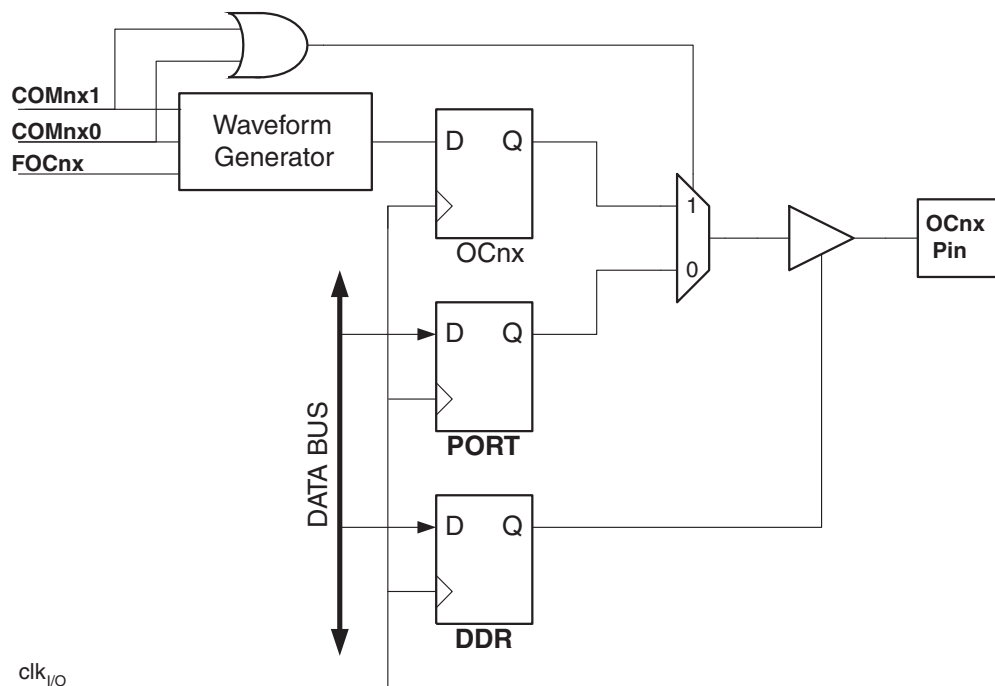 COMnx1
COMnx0
FOCnx
Waveform
Generator
D Q
OCnx
1
0
OCnx
Pin
D Q
PORT
DATA BUS
D Q
DDR
clkI/O